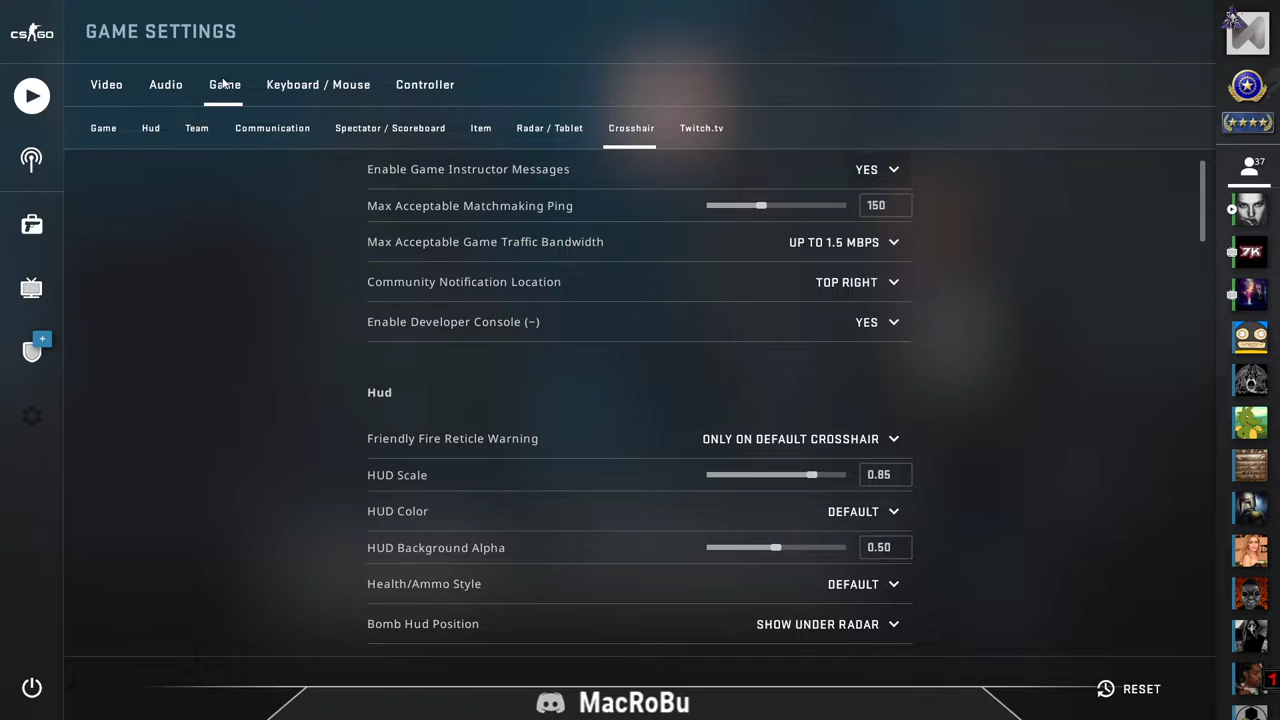 CS:GO
GAME SETTINGS
Video Audio Game Keyboard / Mouse Controller
Game Hud Team Communication Spectator / Scoreboard Item Radar / Tablet Crosshair Twitch.tv
Enable Game Instructor Messages YES
Max Acceptable Matchmaking Ping 150
Max Acceptable Game Traffic Bandwidth UP TO 1.5 MBPS
Community Notification Location TOP RIGHT
Enable Developer Console (~) YES
Hud
Friendly Fire Reticle Warning ONLY ON DEFAULT CROSSHAIR
HUD Scale 0.85
HUD Color DEFAULT
HUD Background Alpha 0.50
Health/Ammo Style DEFAULT
Bomb Hud Position SHOW UNDER RADAR
RESET
MacRoBu
37
7K
1
+